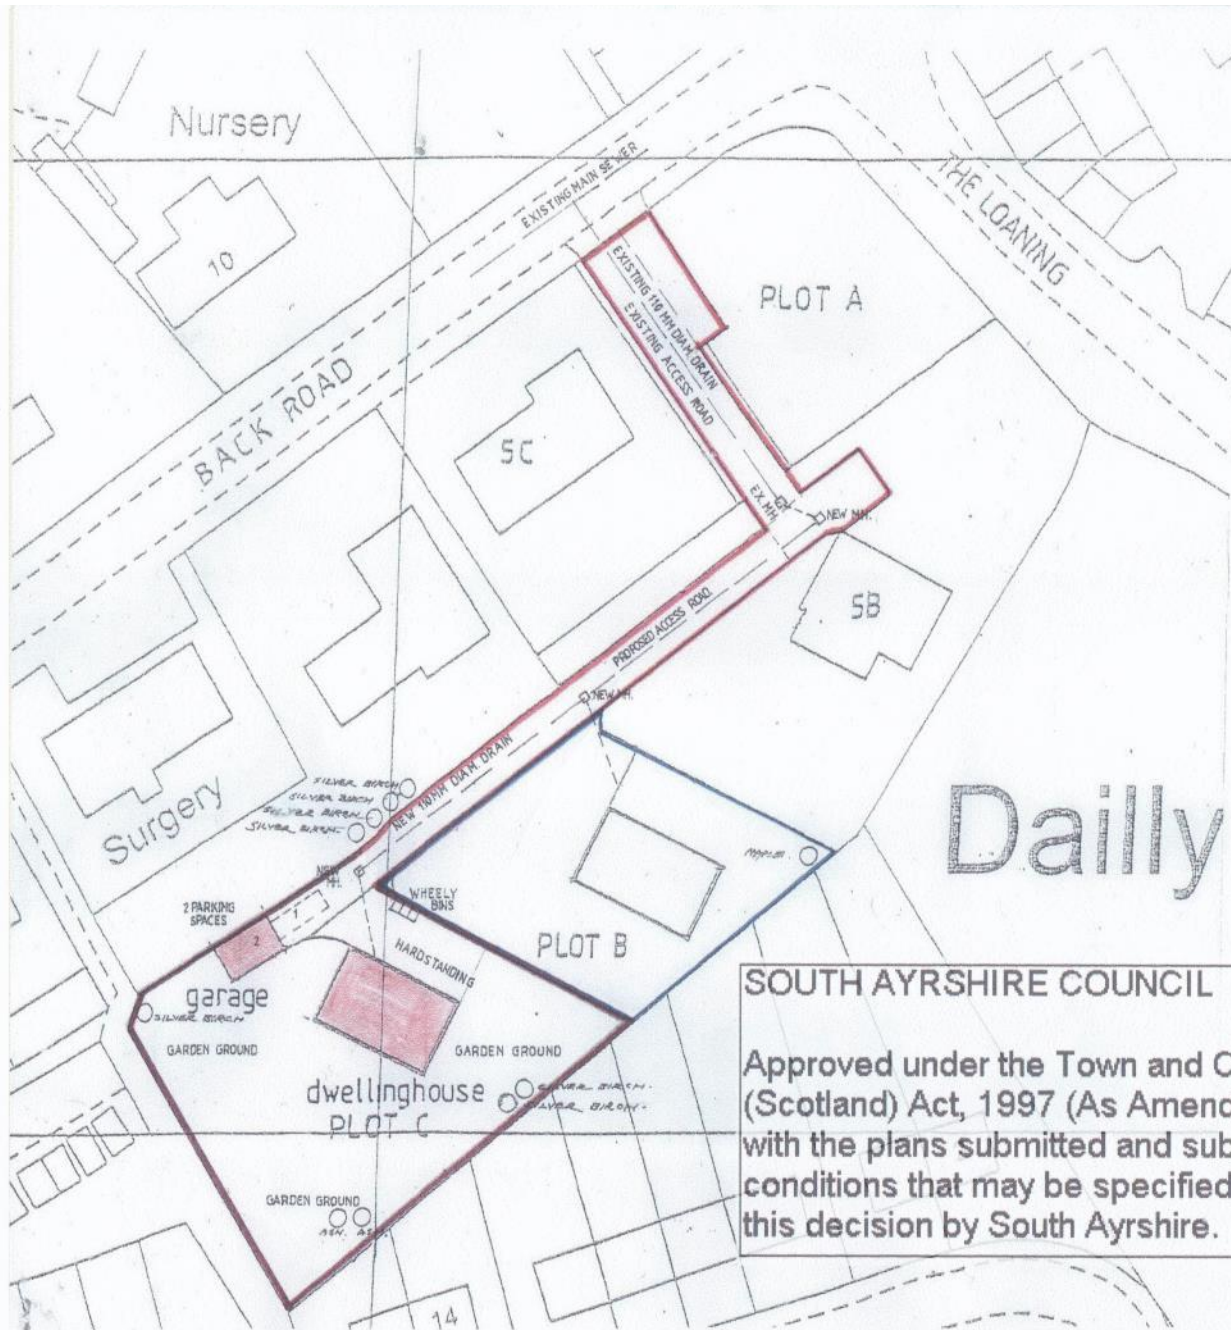 Nursery
10
EXISTING MAIN SEWER
THE LOANING
BACK ROAD
EXISTING 110 MM DIAM. DRAIN
EXISTING ACCESS ROAD
PLOT A
5C
EX. MH.
NEW MH.
5B
PROPOSED ACCESS ROAD.
NEW MH.
NEW 110MM DIAM. DRAIN
SILVER BIRCH
SILVER BIRCH
SILVER BIRCH.
SILVER BIRCH.
Surgery
NEW
MH.
Dailly
MAPLE.
WHEELY
BINS
2 PARKING
SPACES
1
2
HARDSTANDING
PLOT B
garage
SILVER BIRCH
GARDEN GROUND
GARDEN GROUND
dwellinghouse
PLOT C
SILVER BIRCH.
SILVER BIRCH.
GARDEN GROUND
ASH.
14
SOUTH AYRSHIRE COUNCIL
Approved under the Town and C
(Scotland) Act, 1997 (As Amend
with the plans submitted and sub
conditions that may be specified
this decision by South Ayrshire.